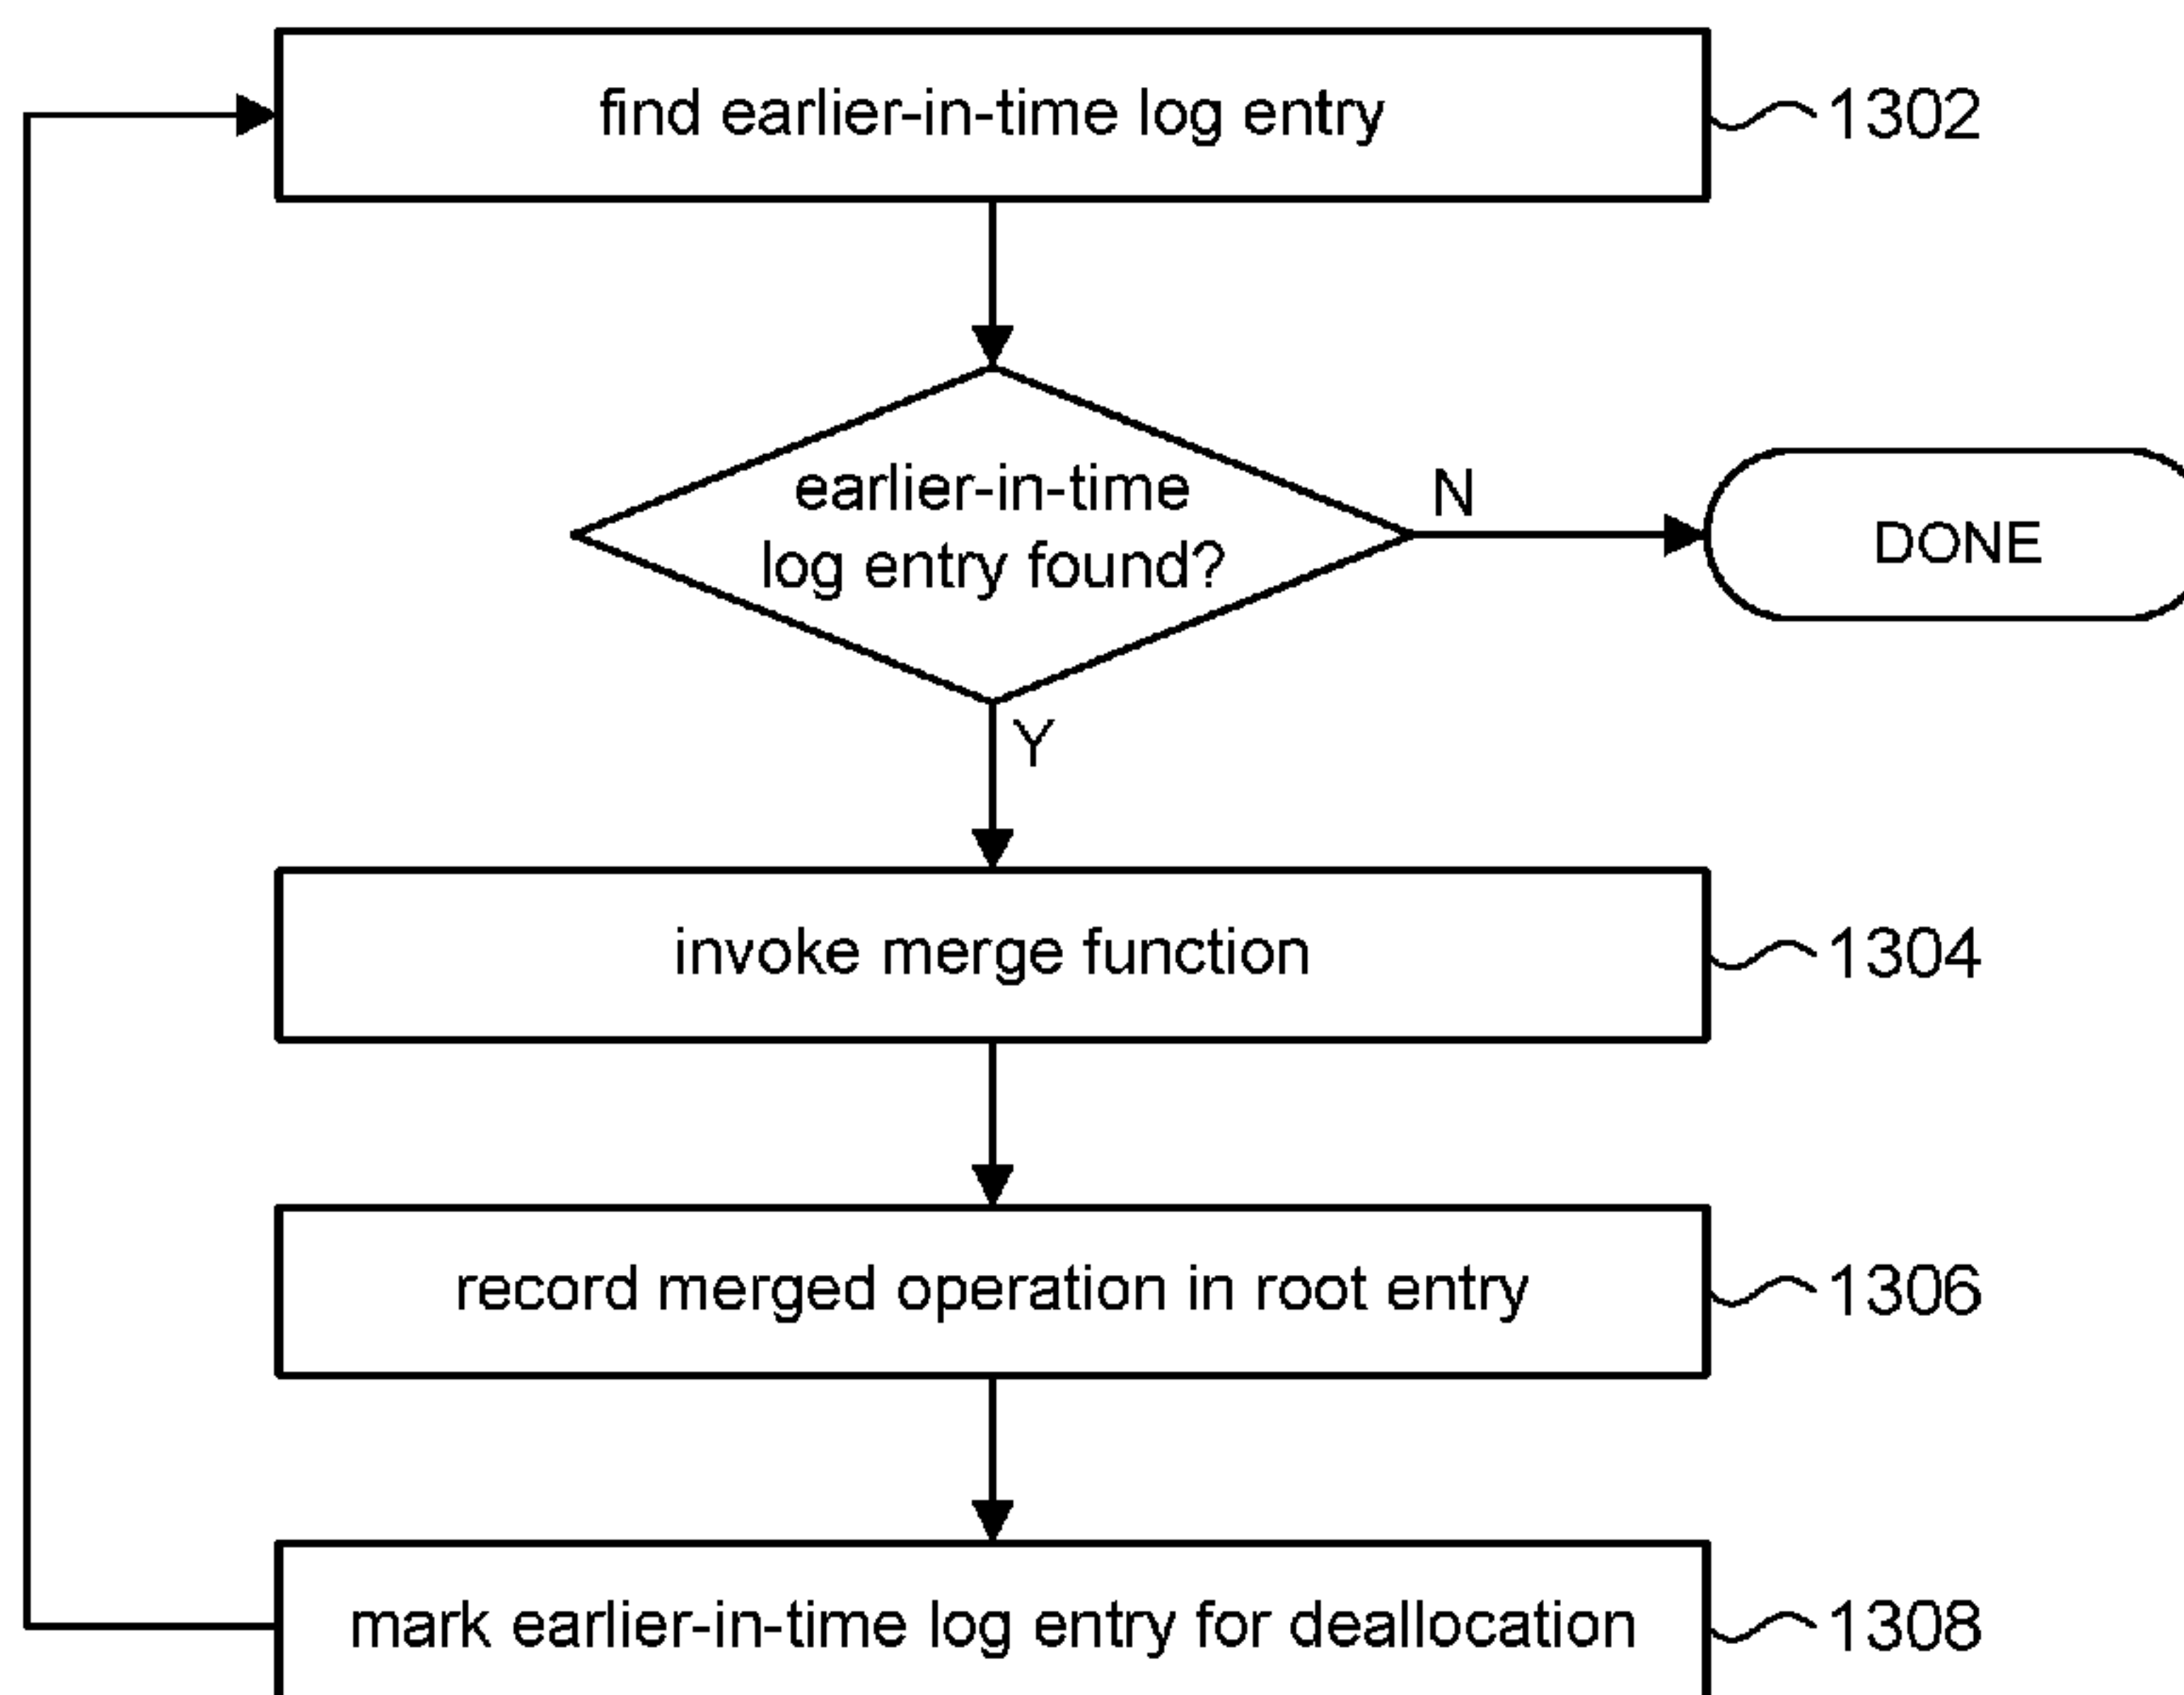 find earlier-in-time log entry
1302
earlier-in-time
log entry found?
N
DONE
Y
invoke merge function
1304
record merged operation in root entry
1306
mark earlier-in-time log entry for deallocation
1308